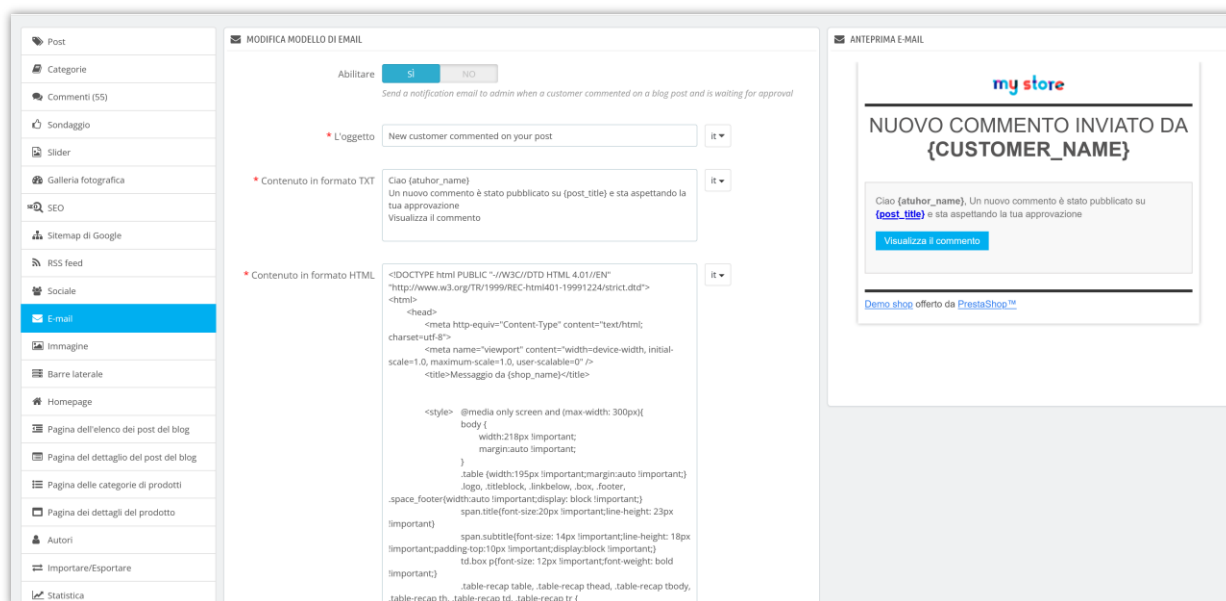 Post
Categorie
Commenti (55)
Sondaggio
Slider
Galleria fotografica
SEO
Sitemap di Google
RSS feed
Sociale
E-mail
Immagine
Barre laterale
Homepage
Pagina dell'elenco dei post del blog
Pagina del dettaglio del post del blog
Pagina delle categorie di prodotti
Pagina dei dettagli del prodotto
Autori
Importare/Esportare
Statistica
MODIFICA MODELLO DI EMAIL
Abilitare SÌ NO
Send a notification email to admin when a customer commented on a blog post and is waiting for approval
* L'oggetto New customer commented on your post it
* Contenuto in formato TXT Ciao {atuhor_name} it
Un nuovo commento è stato pubblicato su {post_title} e sta aspettando la
tua approvazione
Visualizza il commento
* Contenuto in formato HTML <!DOCTYPE html PUBLIC "-//W3C//DTD HTML 4.01//EN" it
"http://www.w3.org/TR/1999/REC-html401-19991224/strict.dtd">
<html>
<head>
<meta http-equiv="Content-Type" content="text/html;
charset=utf-8">
<meta name="viewport" content="width=device-width, initial-
scale=1.0, maximum-scale=1.0, user-scalable=0" />
<title>Messaggio da {shop_name}</title>
<style> @media only screen and (max-width: 300px){
body {
width:218px !important;
margin:auto !important;
}
.table {width:195px !important;margin:auto !important;}
.logo, .titleblock, .linkbelow, .box, .footer,
.space_footer{width:auto !important;display: block !important;}
span.title{font-size:20px !important;line-height: 23px
!important}
span.subtitle{font-size: 14px !important;line-height: 18px
!important;padding-top:10px !important;display:block !important;}
td.box p{font-size: 12px !important;font-weight: bold
!important;}
.table-recap table, .table-recap thead, .table-recap tbody,
.table-recap th, .table-recap td, .table-recap tr {
ANTEPRIMA E-MAIL
my store
NUOVO COMMENTO INVIATO DA
{CUSTOMER_NAME}
Ciao {atuhor_name}, Un nuovo commento è stato pubblicato su
{post_title} e sta aspettando la tua approvazione
Visualizza il commento
Demo shop offerto da PrestaShop™